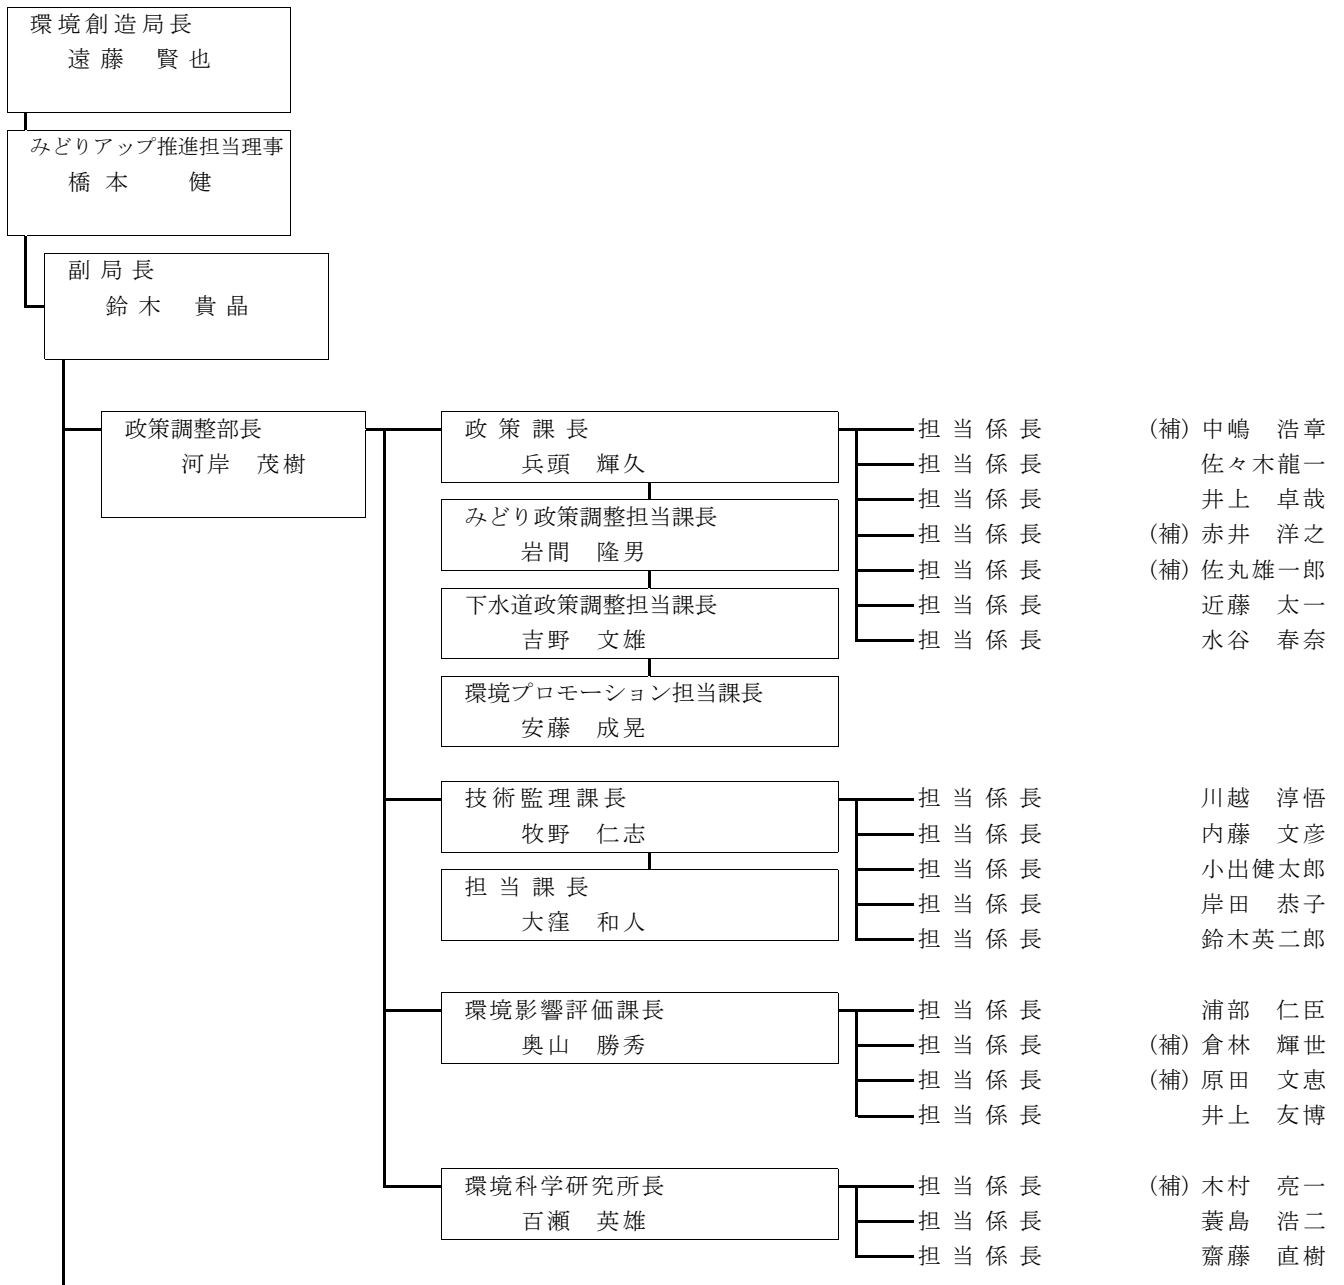 環境創造局長
遠藤　賢也
みどりアップ推進担当理事
橋本　健
副局長
鈴木　貴晶
政策調整部長
河岸　茂樹
政策課長
兵頭　輝久
みどり政策調整担当課長
岩間　隆男
下水道政策調整担当課長
吉野　文雄
環境プロモーション担当課長
安藤　成晃
担当係長　(補) 中嶋　浩章
担当係長　佐々木龍一
担当係長　井上　卓哉
担当係長　(補) 赤井　洋之
担当係長　(補) 佐丸雄一郎
担当係長　近藤　太一
担当係長　水谷　春奈
技術監理課長
牧野　仁志
担当課長
大窪　和人
担当係長　川越　淳悟
担当係長　内藤　文彦
担当係長　小出健太郎
担当係長　岸田　恭子
担当係長　鈴木英二郎
環境影響評価課長
奥山　勝秀
担当係長　浦部　仁臣
担当係長　(補) 倉林　輝世
担当係長　(補) 原田　文恵
担当係長　井上　友博
環境科学研究所長
百瀬　英雄
担当係長　(補) 木村　亮一
担当係長　蓑島　浩二
担当係長　齋藤　直樹